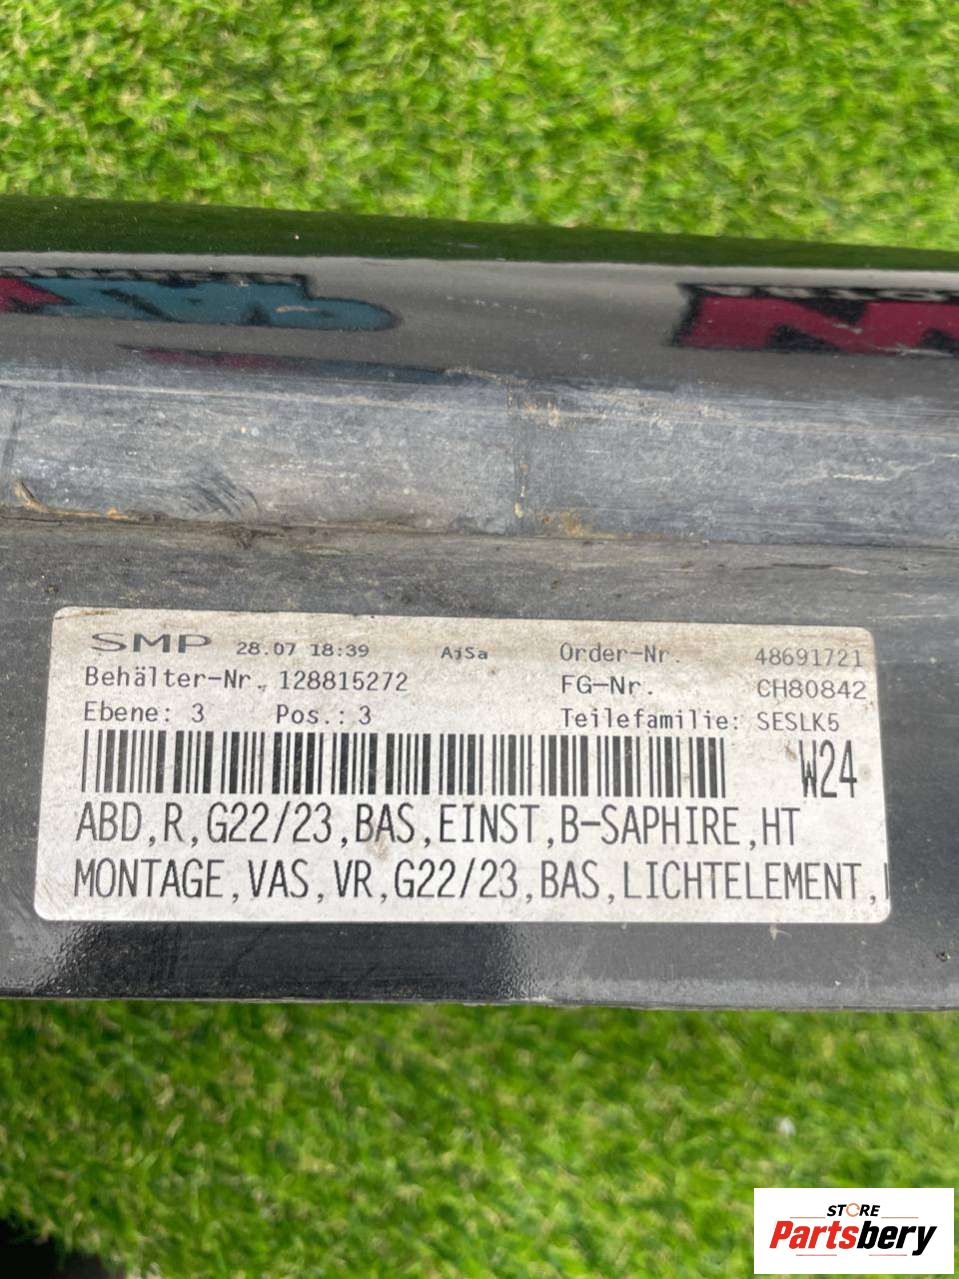 SMP 28.07 18:39 AjSa Order-Nr. 48691721
Behälter-Nr. 128815272 FG-Nr. CH80842
Ebene: 3 Pos.: 3 Teilefamilie: SESLK5
W24
ABD,R,G22/23,BAS,EINST,B-SAPHIRE,HT
MONTAGE,VAS,VR,G22/23,BAS,LICHTELEMENT,
STORE
Partsbery